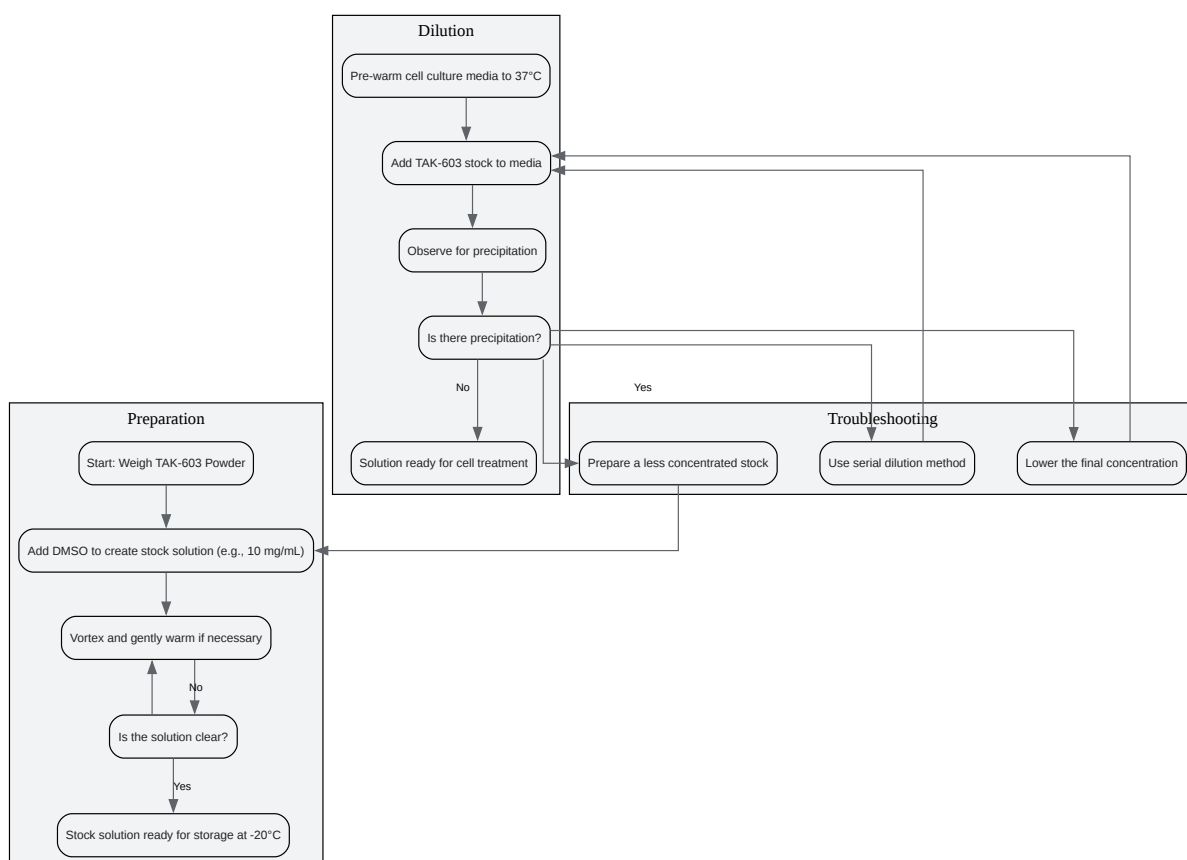 Dilution
Pre-warm cell culture media to 37°C
Add TAK-603 stock to media
Observe for precipitation
Is there precipitation?
No
Yes
Solution ready for cell treatment
Troubleshooting
Prepare a less concentrated stock
Use serial dilution method
Lower the final concentration
Preparation
Start: Weigh TAK-603 Powder
Add DMSO to create stock solution (e.g., 10 mg/mL)
Vortex and gently warm if necessary
No
Is the solution clear?
Yes
Stock solution ready for storage at -20°C